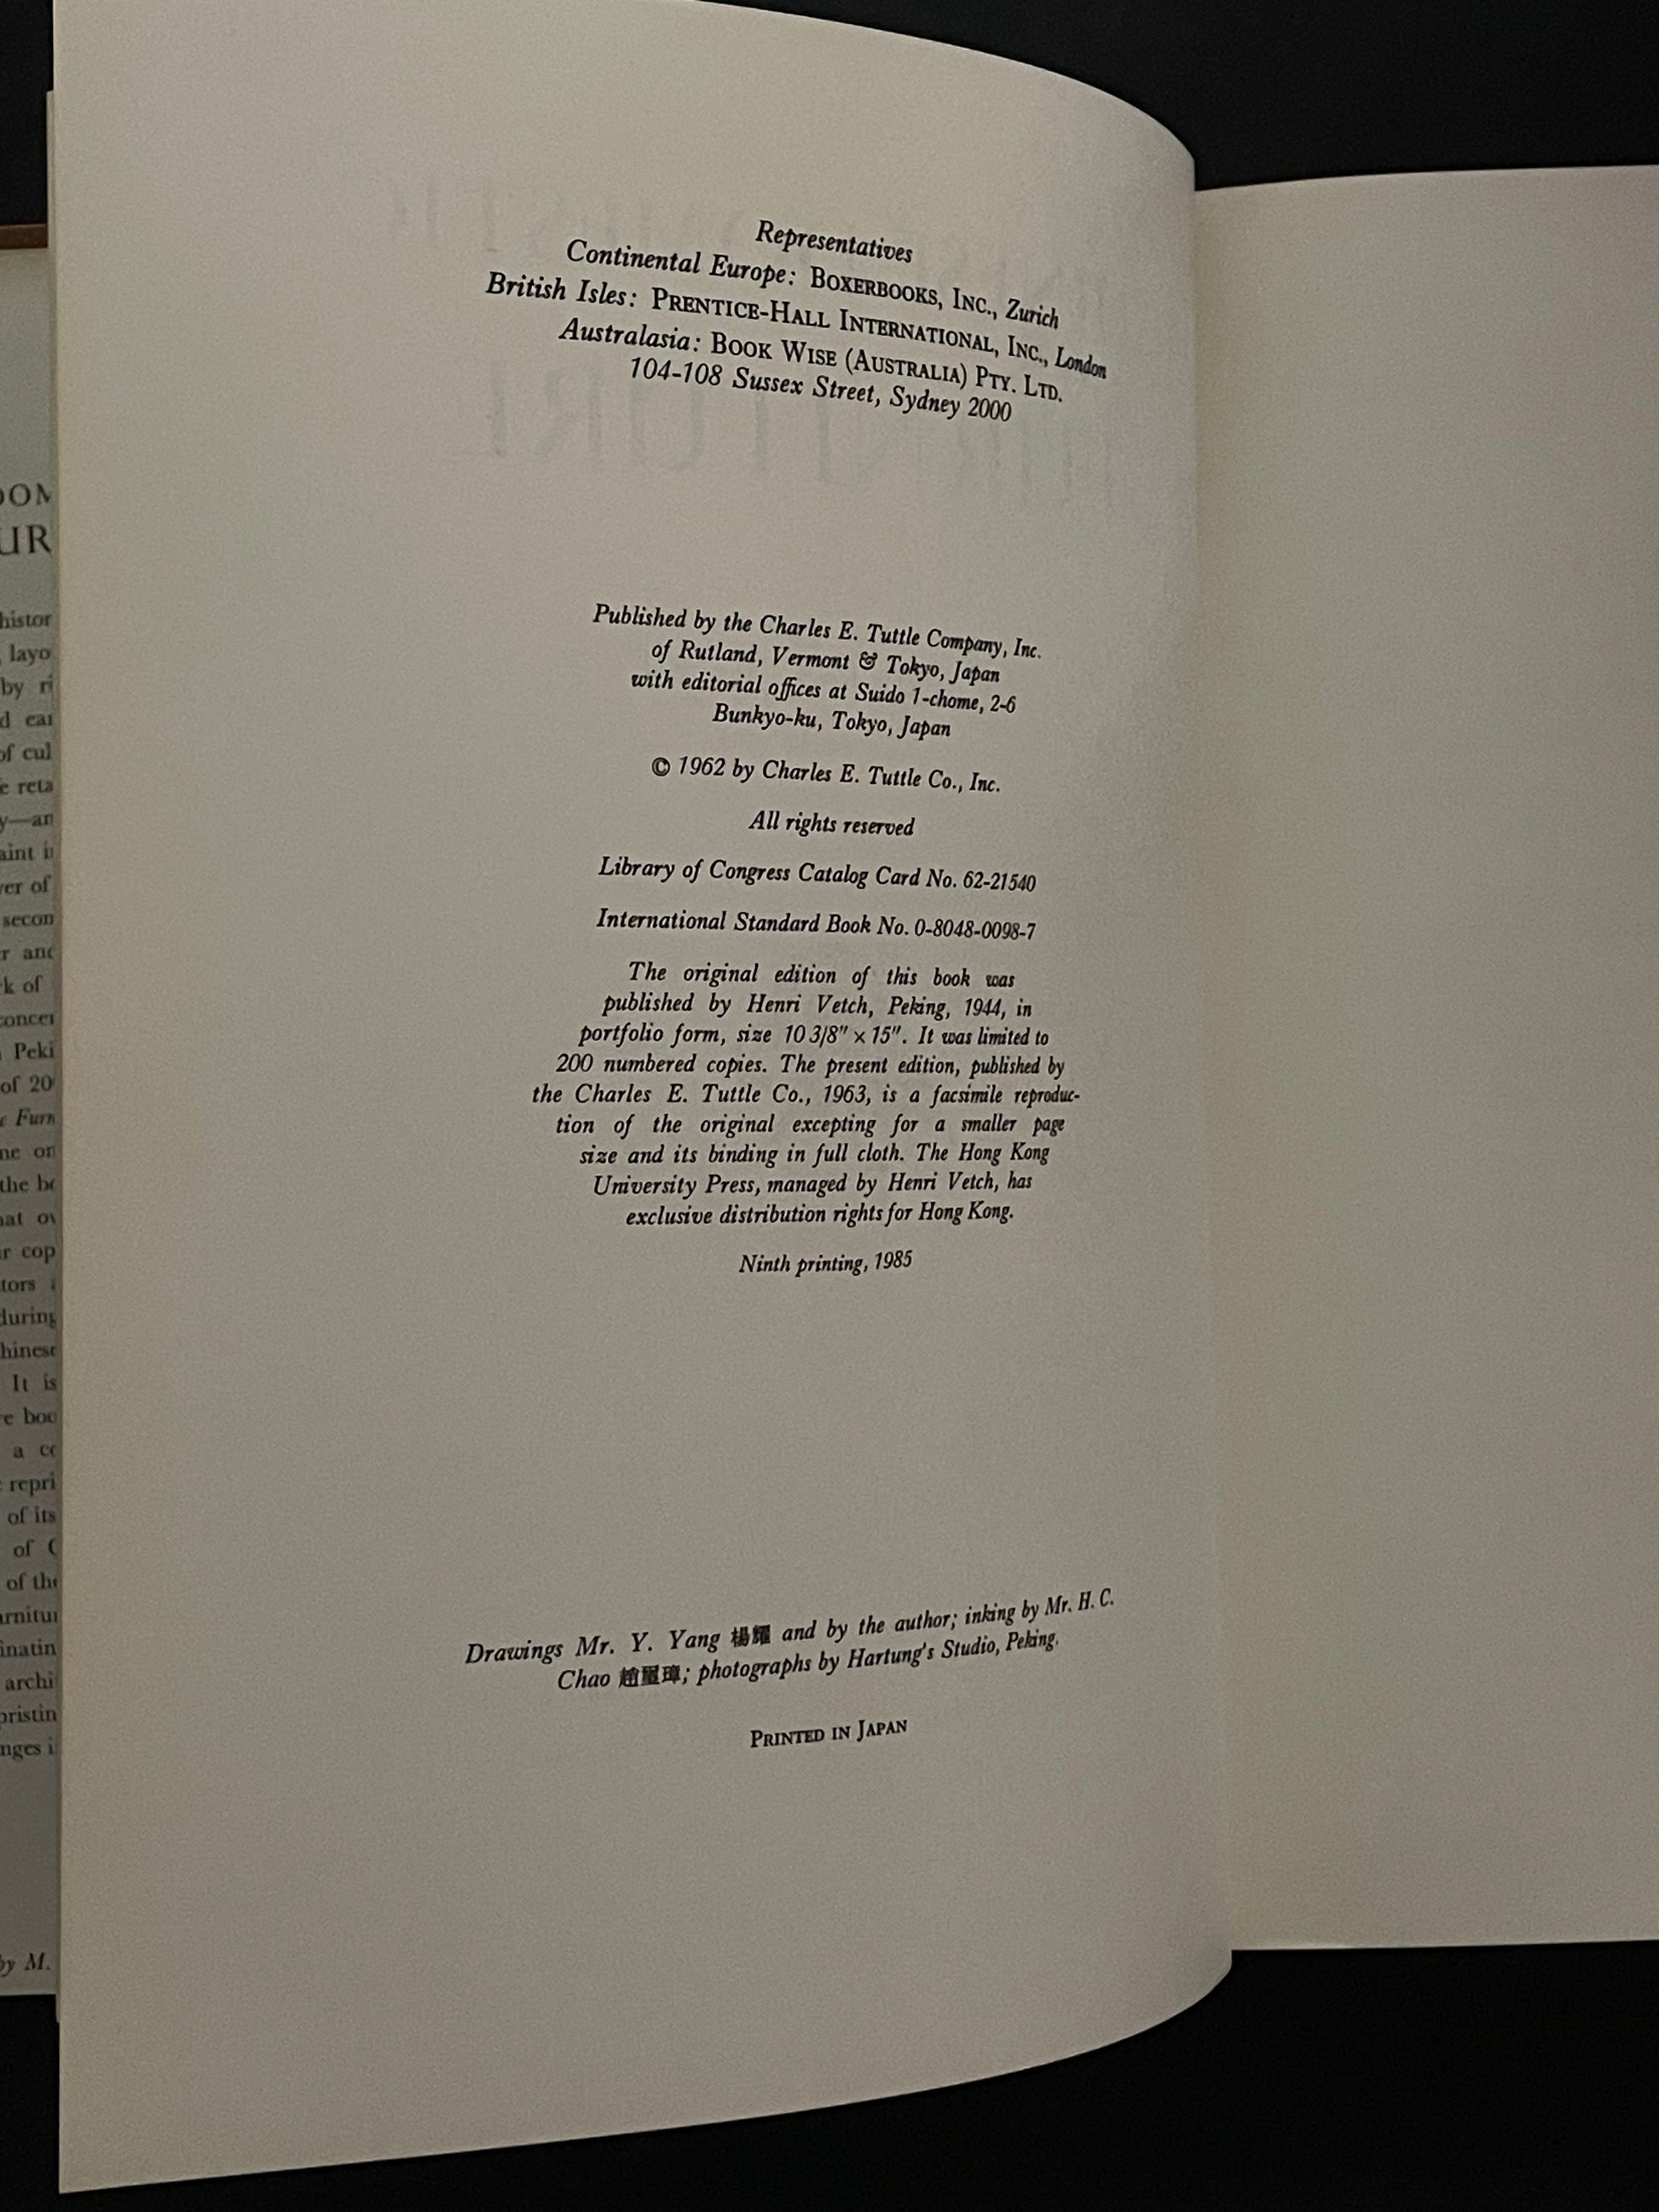 Representatives
Continental Europe: BOXERBOOKS, INC., Zurich
British Isles: PRENTICE-HALL INTERNATIONAL, INC., London
Australasia: BOOK WISE (AUSTRALIA) PTY. LTD.
104-108 Sussex Street, Sydney 2000
Published by the Charles E. Tuttle Company, Inc.
of Rutland, Vermont & Tokyo, Japan
with editorial offices at Suido 1-chome, 2-6
Bunkyo-ku, Tokyo, Japan
© 1962 by Charles E. Tuttle Co., Inc.
All rights reserved
Library of Congress Catalog Card No. 62-21540
International Standard Book No. 0-8048-0098-7
The original edition of this book was
published by Henri Vetch, Peking, 1944, in
portfolio form, size 10 3/8" × 15". It was limited to
200 numbered copies. The present edition, published by
the Charles E. Tuttle Co., 1963, is a facsimile reproduc-
tion of the original excepting for a smaller page
size and its binding in full cloth. The Hong Kong
University Press, managed by Henri Vetch, has
exclusive distribution rights for Hong Kong.
Ninth printing, 1985
Drawings Mr. Y. Yang 楊耀 and by the author; inking by Mr. H. C.
Chao 趙璽瑋; photographs by Hartung's Studio, Peking.
PRINTED IN JAPAN